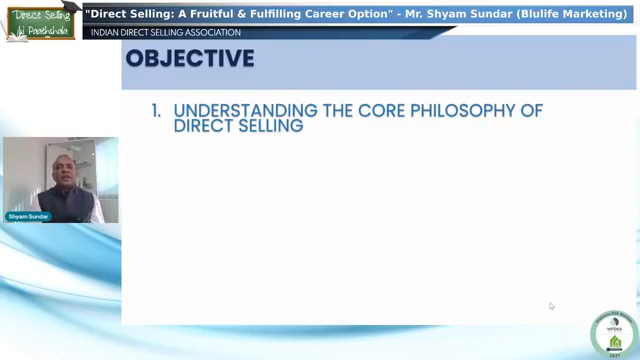 Direct Selling
Ki Paathshala
"Direct Selling: A Fruitful & Fulfilling Career Option" - Mr. Shyam Sundar (Blulife Marketing)
INDIAN DIRECT SELLING ASSOCIATION
OBJECTIVE
1. UNDERSTANDING THE CORE PHILOSOPHY OF
DIRECT SELLING
Shyam Sundar
WFDSA